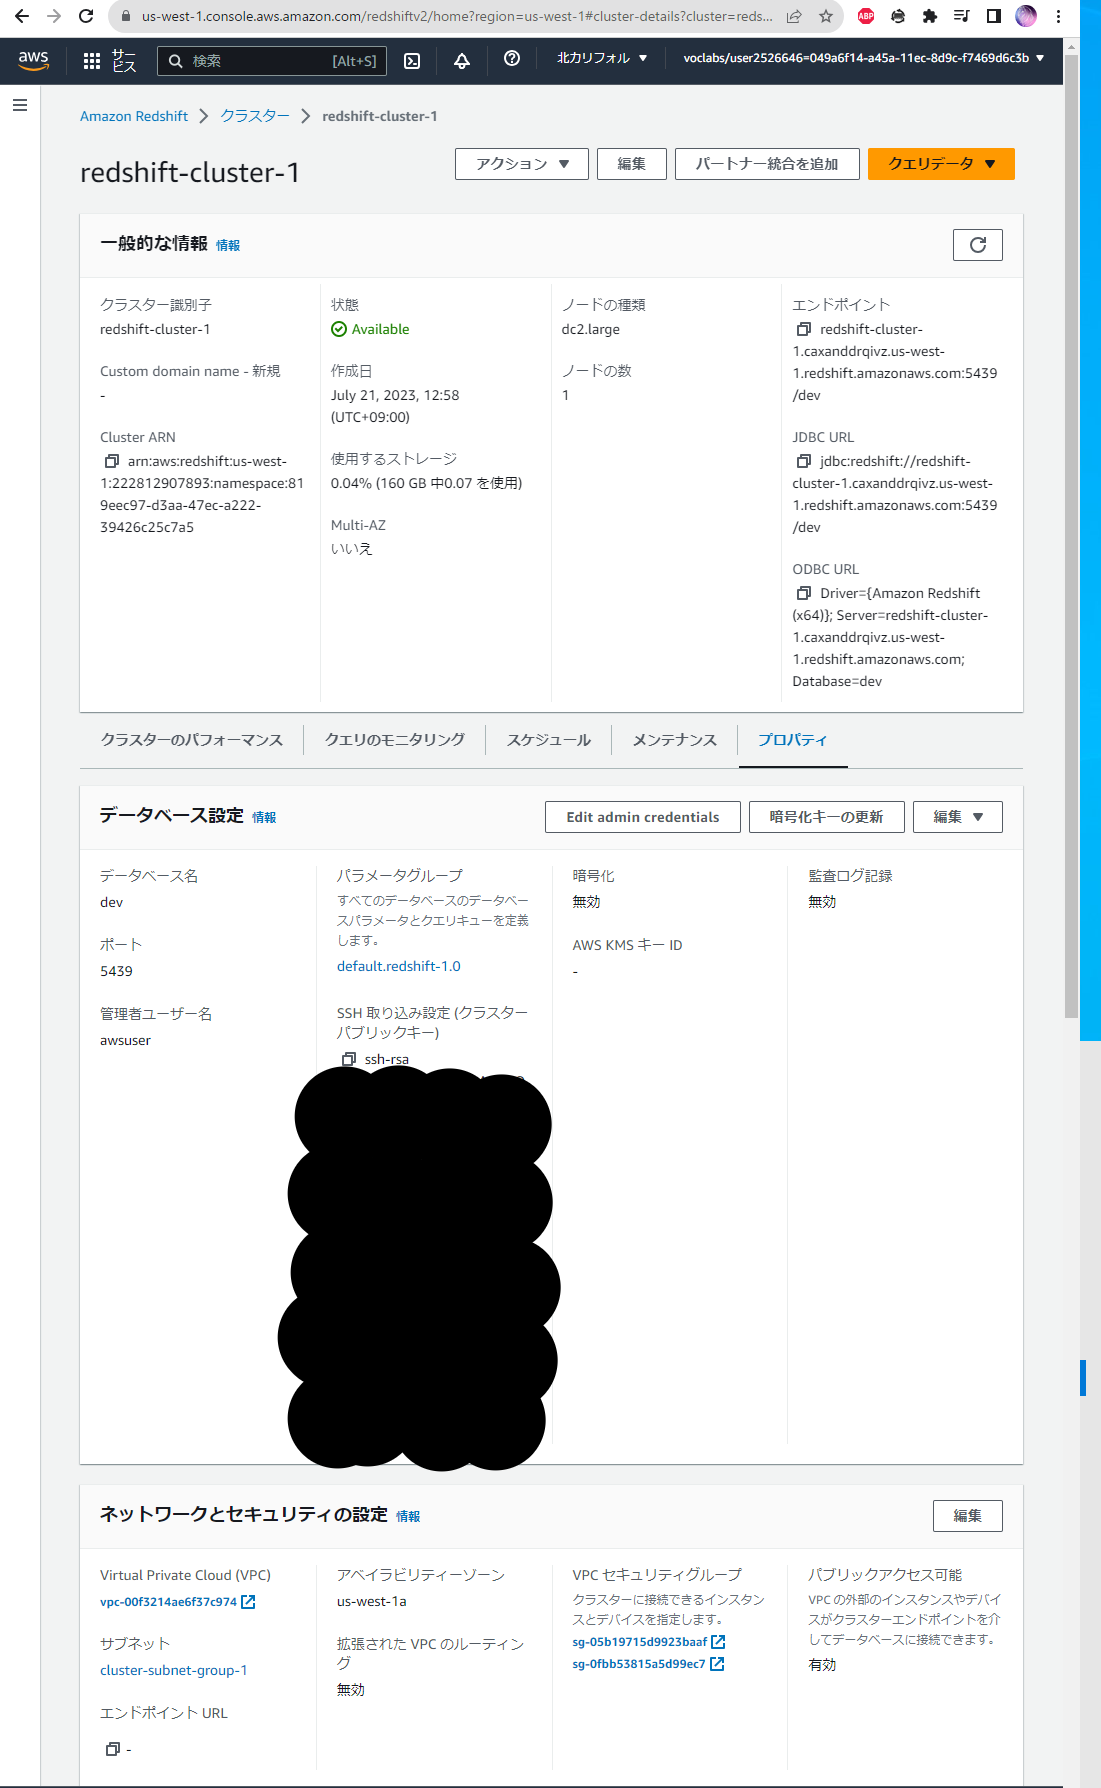 us-west-1.console.aws.amazon.com/redshiftv2/home?region=us-west-1#cluster-details?cluster=reds...
ABP
aws
サービス
検索 [Alt+S]
北カリフォル ▼
voclabs/user2526646=049a6f14-a45a-11ec-8d9c-f7469d6c3b ▼
Amazon Redshift > クラスター > redshift-cluster-1
redshift-cluster-1
アクション ▼
編集
パートナー統合を追加
クエリデータ ▼
一般的な情報 情報
クラスター識別子
redshift-cluster-1
Custom domain name - 新規
-
Cluster ARN
arn:aws:redshift:us-west-
1:222812907893:namespace:81
9eec97-d3aa-47ec-a222-
39426c25c7a5
状態
Available
作成日
July 21, 2023, 12:58
(UTC+09:00)
使用するストレージ
0.04% (160 GB 中0.07 を使用)
Multi-AZ
いいえ
ノードの種類
dc2.large
ノードの数
1
エンドポイント
redshift-cluster-
1.caxanddrqivz.us-west-
1.redshift.amazonaws.com:5439
/dev
JDBC URL
jdbc:redshift://redshift-
cluster-1.caxanddrqivz.us-west-
1.redshift.amazonaws.com:5439
/dev
ODBC URL
Driver={Amazon Redshift
(x64)}; Server=redshift-cluster-
1.caxanddrqivz.us-west-
1.redshift.amazonaws.com;
Database=dev
クラスターのパフォーマンス
クエリのモニタリング
スケジュール
メンテナンス
プロパティ
データベース設定 情報
Edit admin credentials
暗号化キーの更新
編集 ▼
データベース名
dev
ポート
5439
管理者ユーザー名
awsuser
パラメータグループ
すべてのデータベースのデータベー
スパラメータとクエリキューを定義
します。
default.redshift-1.0
SSH 取り込み設定 (クラスター
パブリックキー)
ssh-rsa
暗号化
無効
AWS KMS キー ID
-
監査ログ記録
無効
ネットワークとセキュリティの設定 情報
編集
Virtual Private Cloud (VPC)
vpc-00f3214ae6f37c974
サブネット
cluster-subnet-group-1
エンドポイント URL
-
アベイラビリティーゾーン
us-west-1a
拡張された VPC のルーティン
グ
無効
VPC セキュリティグループ
クラスターに接続できるインスタン
スとデバイスを指定します。
sg-05b19715d9923baaf
sg-0fbb53815a5d99ec7
パブリックアクセス可能
VPC の外部のインスタンスやデバイ
スがクラスターエンドポイントを介
してデータベースに接続できます。
有効